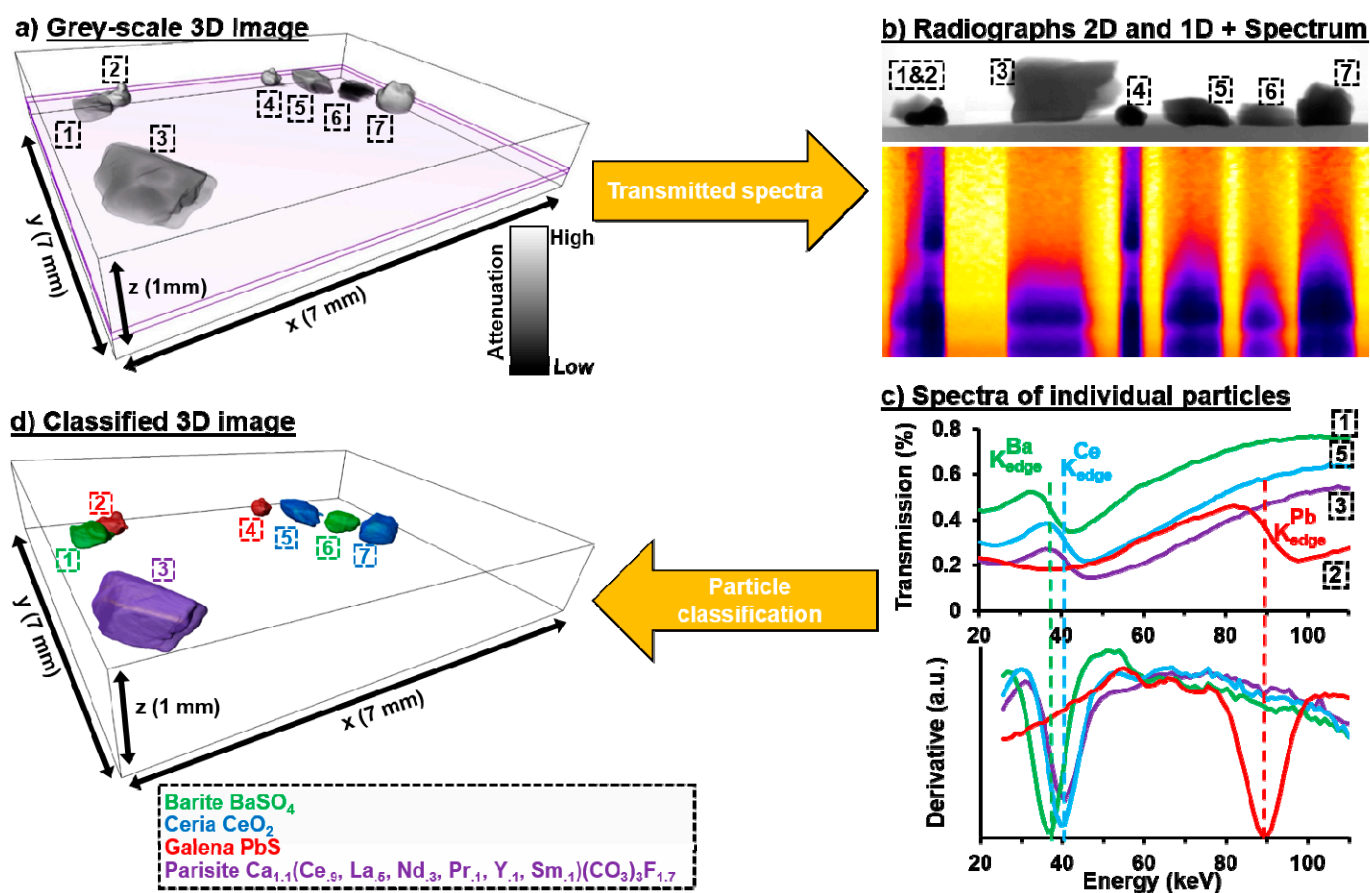 a) Grey-scale 3D Image
2
1
3
4
5
6
7
y (7 mm)
z (1mm)
x (7 mm)
Attenuation
High
Low
Transmitted spectra
b) Radiographs 2D and 1D + Spectrum
1&2
3
4
5
6
7
c) Spectra of individual particles
Transmission (%)
0.8
0.6
0.4
0.2
0
20
40
60
80
100
K Ba edge
K Ce edge
K Pb edge
1
5
3
2
Derivative (a.u.)
20
40
60
80
100
Energy (keV)
Particle
classification
d) Classified 3D image
2
1
3
4
5
6
7
y (7 mm)
z (1 mm)
x (7 mm)
Barite BaSO₄
Ceria CeO₂
Galena PbS
Parisite Ca₁.₁(Ce.₉, La.₅, Nd.₃, Pr.₁, Y.₁, Sm.₁)(CO₃)₃F₁.₇